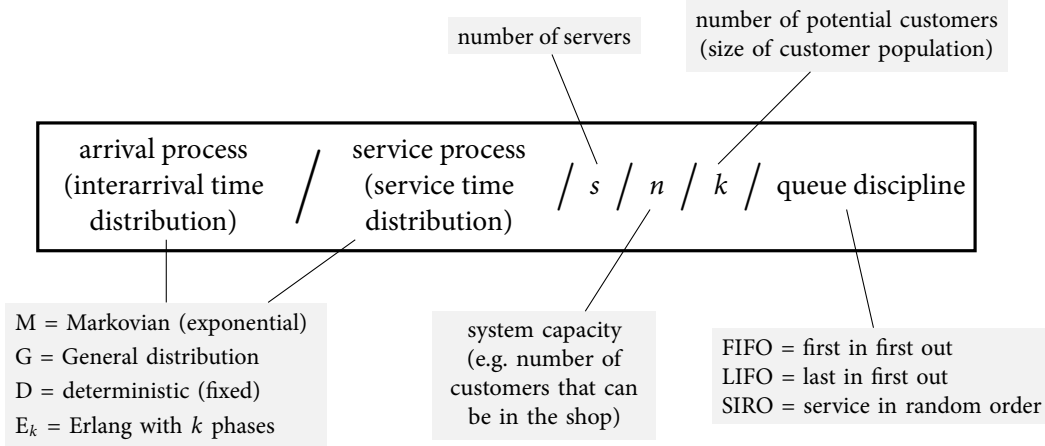 number of servers
number of potential customers
(size of customer population)
arrival process
(interarrival time
distribution)
/
service process
(service time
distribution)
/ s / n / k / queue discipline
M = Markovian (exponential)
G = General distribution
D = deterministic (fixed)
Eₖ = Erlang with k phases
system capacity
(e.g. number of
customers that can
be in the shop)
FIFO = first in first out
LIFO = last in first out
SIRO = service in random order